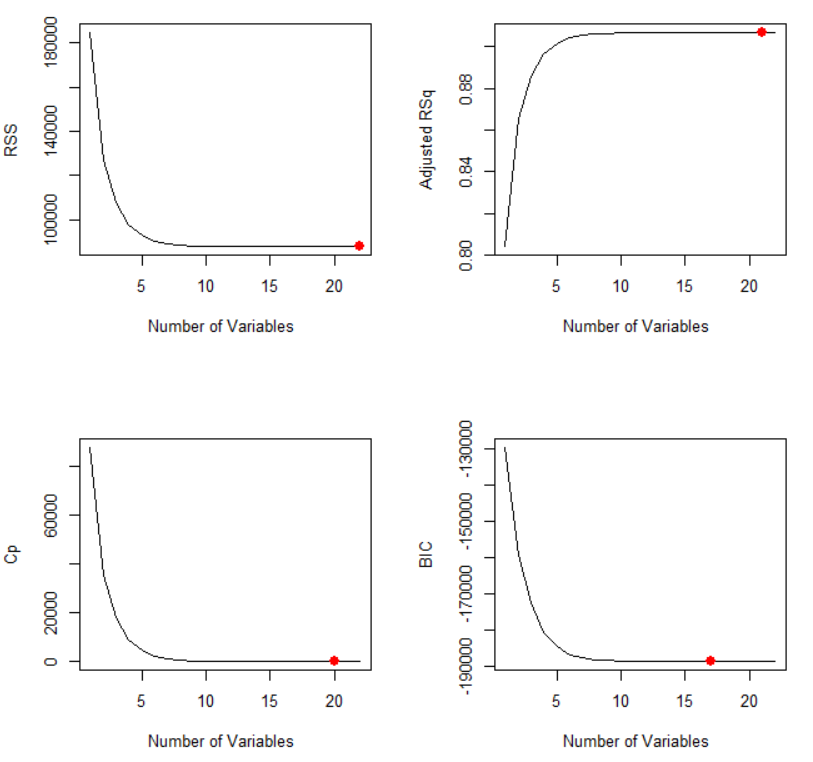 RSS
180000
140000
100000
5 10 15 20
Number of Variables
Adjusted RSq
0.88
0.84
0.80
5 10 15 20
Number of Variables
Cp
60000
20000
0
5 10 15 20
Number of Variables
BIC
-130000
-150000
-170000
-190000
5 10 15 20
Number of Variables